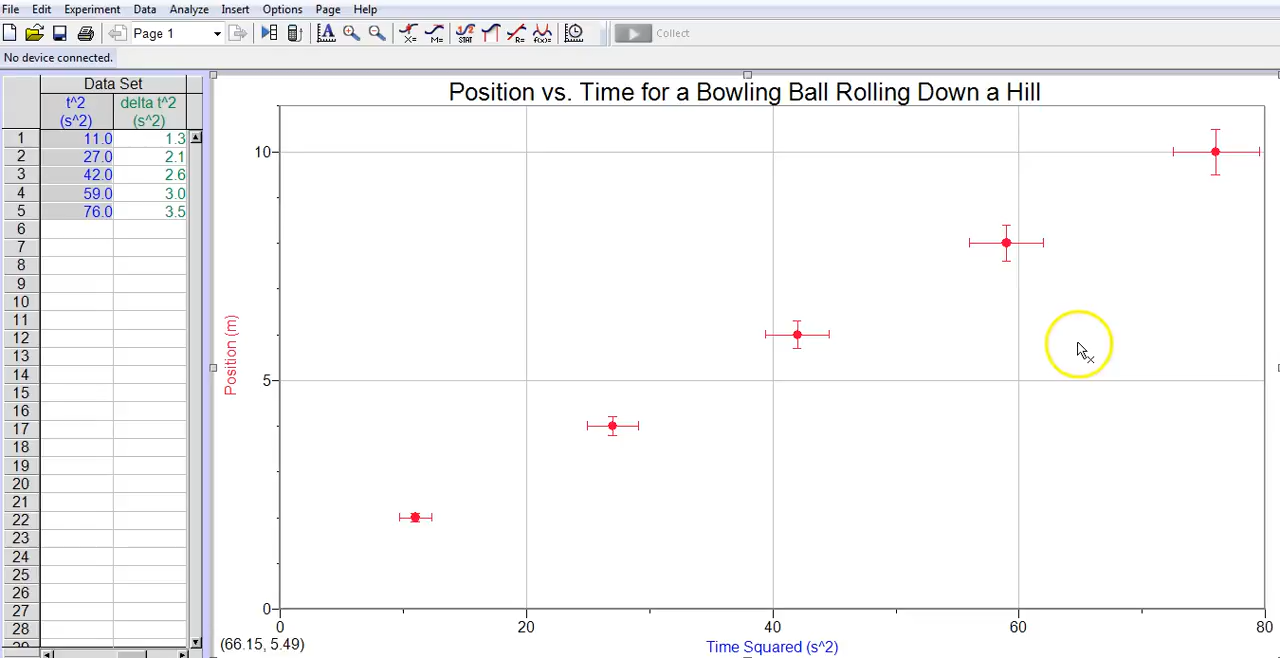 File Edit Experiment Data Analyze Insert Options Page Help
Page 1 A M= STAT R= f(x)= Collect
No device connected.
Data Set
t^2 delta t^2
(s^2) (s^2)
1 11.0 1.3
2 27.0 2.1
3 42.0 2.6
4 59.0 3.0
5 76.0 3.5
6
7
8
9
10
11
12
13
14
15
16
17
18
19
20
21
22
23
24
25
26
27
28
Position vs. Time for a Bowling Ball Rolling Down a Hill
10
5
0
Position (m)
0 20 40 60 80
Time Squared (s^2)
(66.15, 5.49)